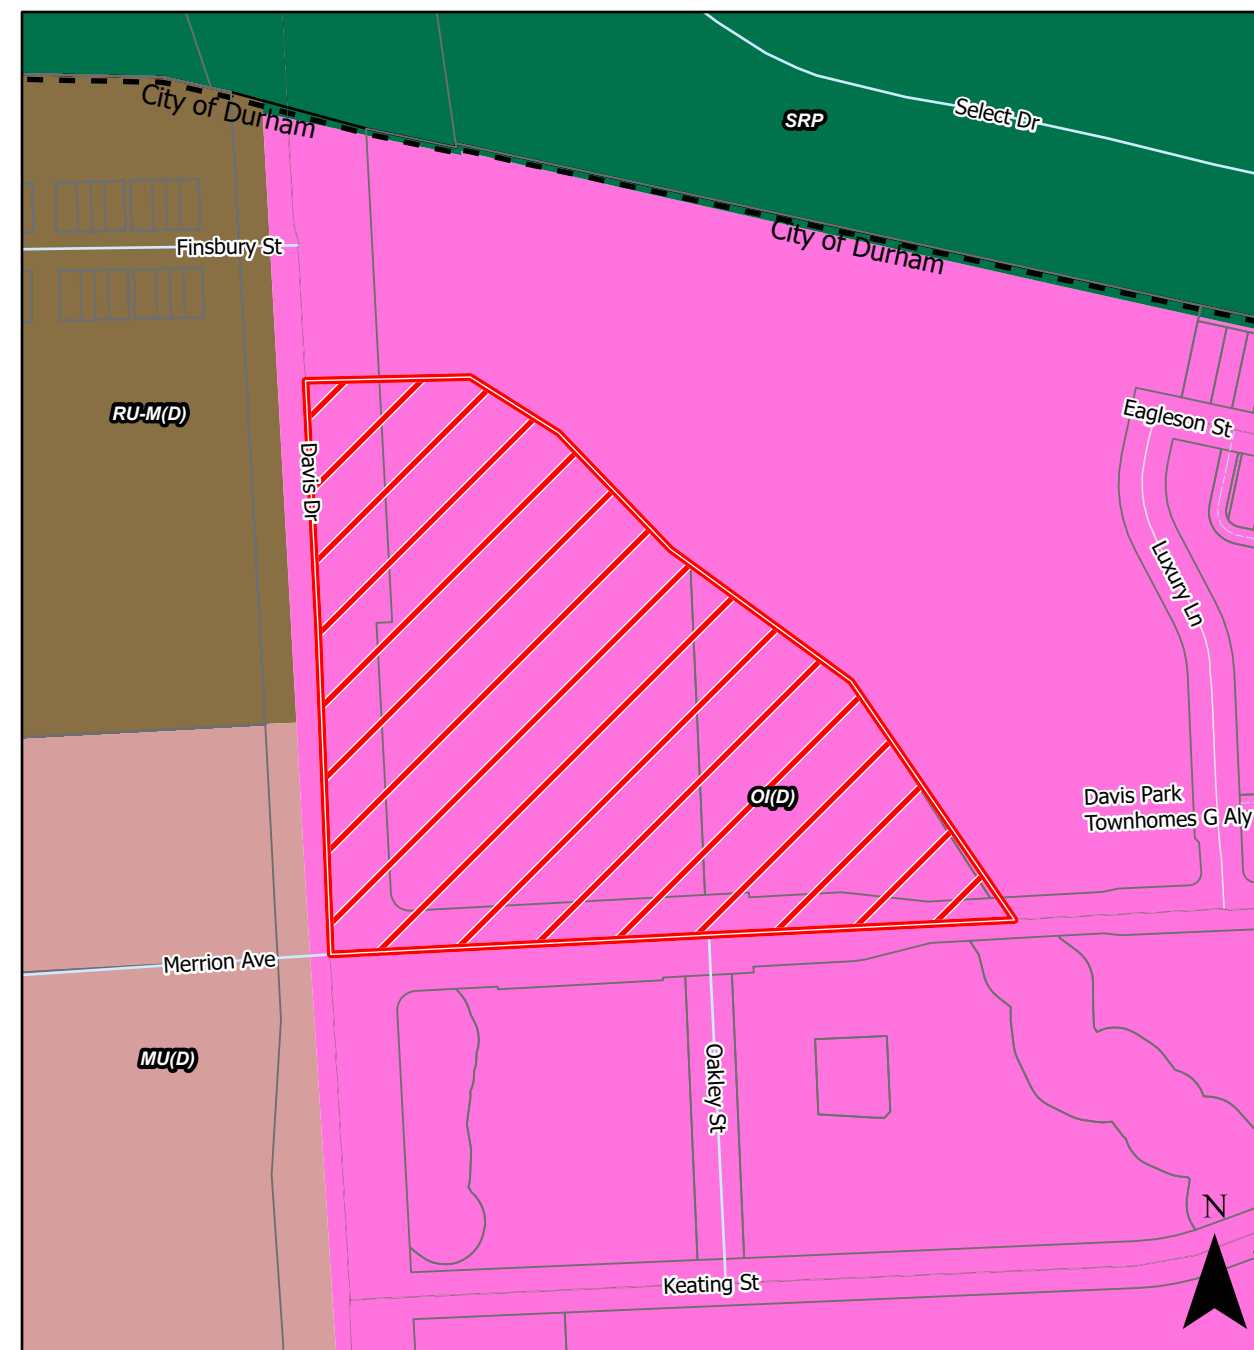 City of Durham
SRP
Select Dr
City of Durham
Finsbury St
RU-M(D)
Eagleson St
Davis Dr
Luxury Ln
OI(D)
Davis Park
Townhomes G Aly
Merrion Ave
MU(D)
Oakley St
N
Keating St